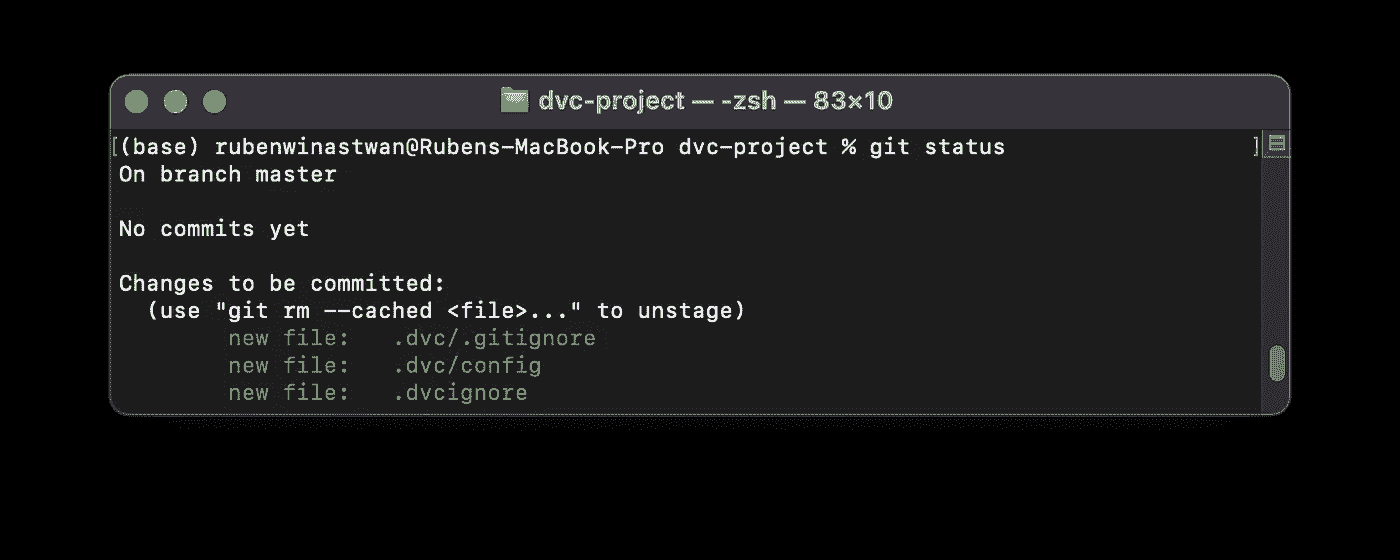 dvc-project — -zsh — 83×10
[(base) rubenwinastwan@Rubens-MacBook-Pro dvc-project % git status ]
On branch master
No commits yet
Changes to be committed:
(use "git rm --cached <file>..." to unstage)
new file: .dvc/.gitignore
new file: .dvc/config
new file: .dvcignore